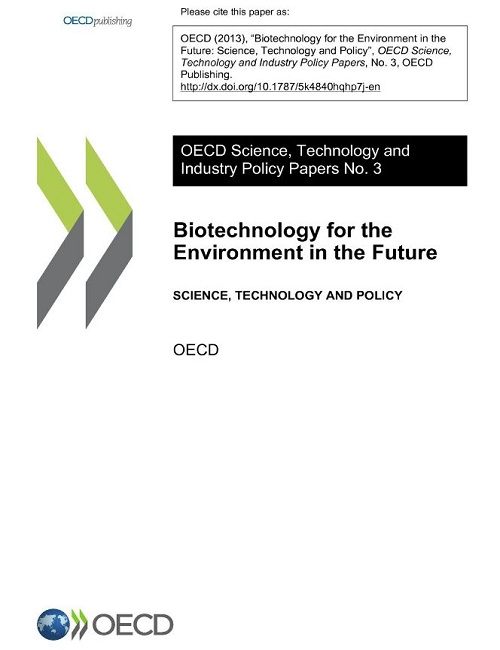 OECDpublishing
Please cite this paper as:
OECD (2013), “Biotechnology for the Environment in the
Future: Science, Technology and Policy”, OECD Science,
Technology and Industry Policy Papers, No. 3, OECD
Publishing.
http://dx.doi.org/10.1787/5k4840hqhp7j-en
OECD Science, Technology and
Industry Policy Papers No. 3
Biotechnology for the
Environment in the Future
SCIENCE, TECHNOLOGY AND POLICY
OECD
OECD